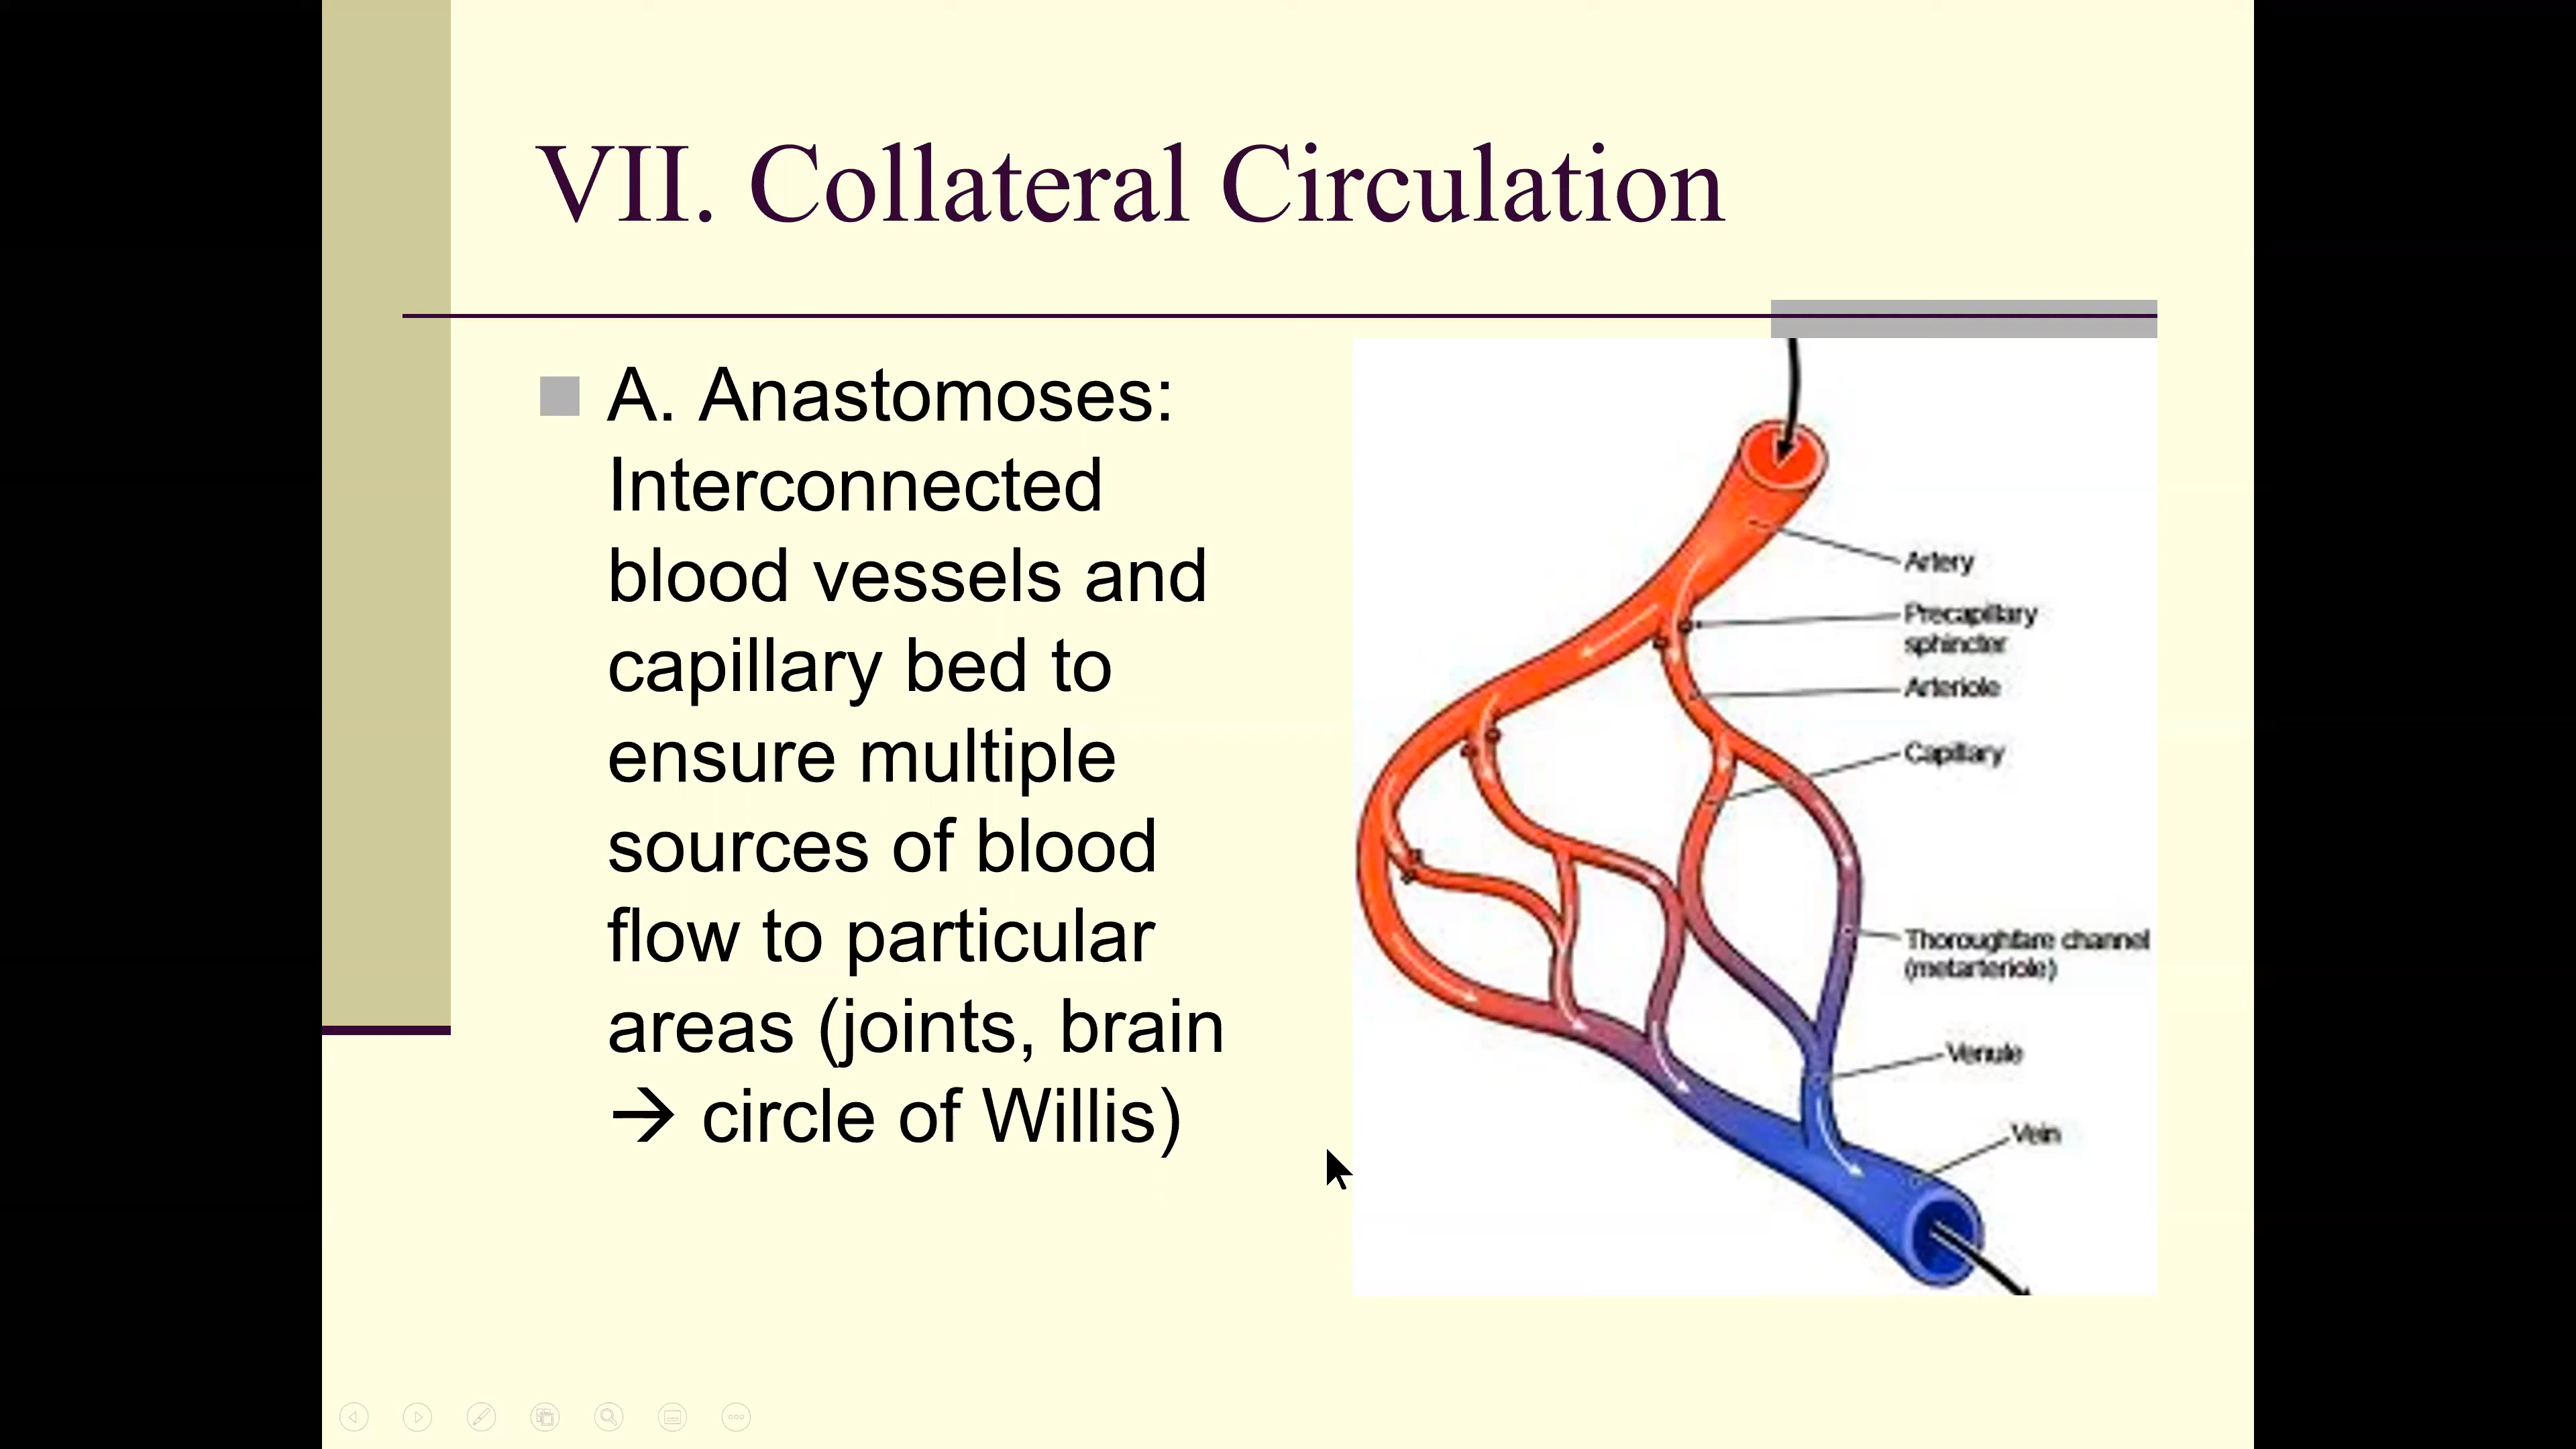 VII. Collateral Circulation
A. Anastomoses:
Interconnected
blood vessels and
capillary bed to
ensure multiple
sources of blood
flow to particular
areas (joints, brain
→ circle of Willis)
Artery
Precapillary
sphincter
Arteriole
Capillary
Thoroughfare channel
(metarteriole)
Venule
Vein